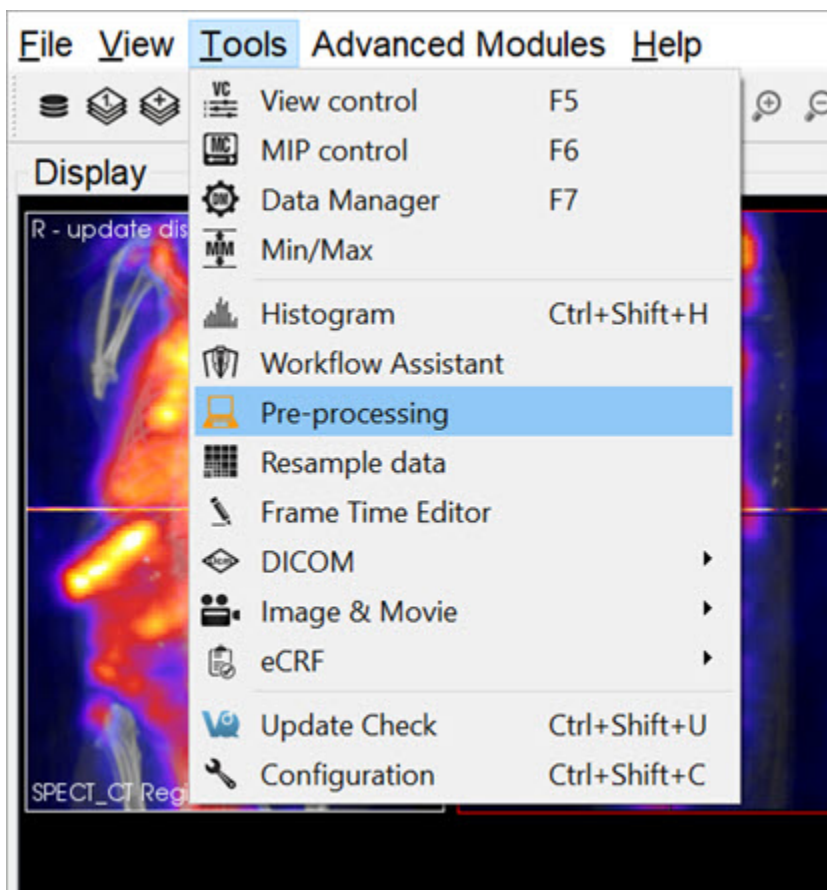 File View Tools Advanced Modules Help
VC View control F5
MC MIP control F6
Display
DM Data Manager F7
R - update dis
MM Min/Max
Histogram Ctrl+Shift+H
Workflow Assistant
Pre-processing
Resample data
Frame Time Editor
DICOM
Image & Movie
eCRF
Update Check Ctrl+Shift+U
Configuration Ctrl+Shift+C
SPECT_CT Regi